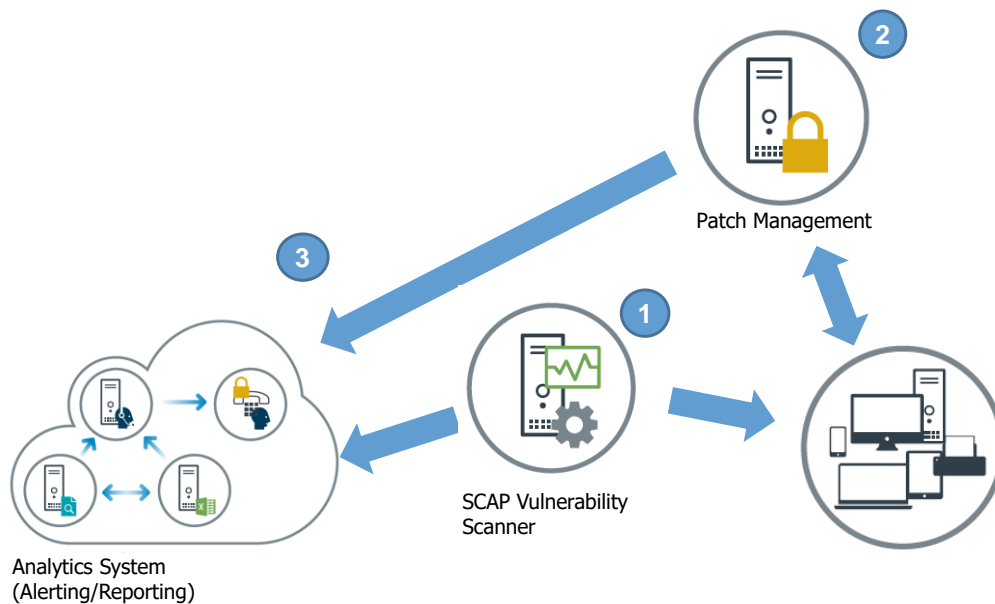 2
Patch Management
3
1
SCAP Vulnerability
Scanner
Analytics System
(Alerting/Reporting)